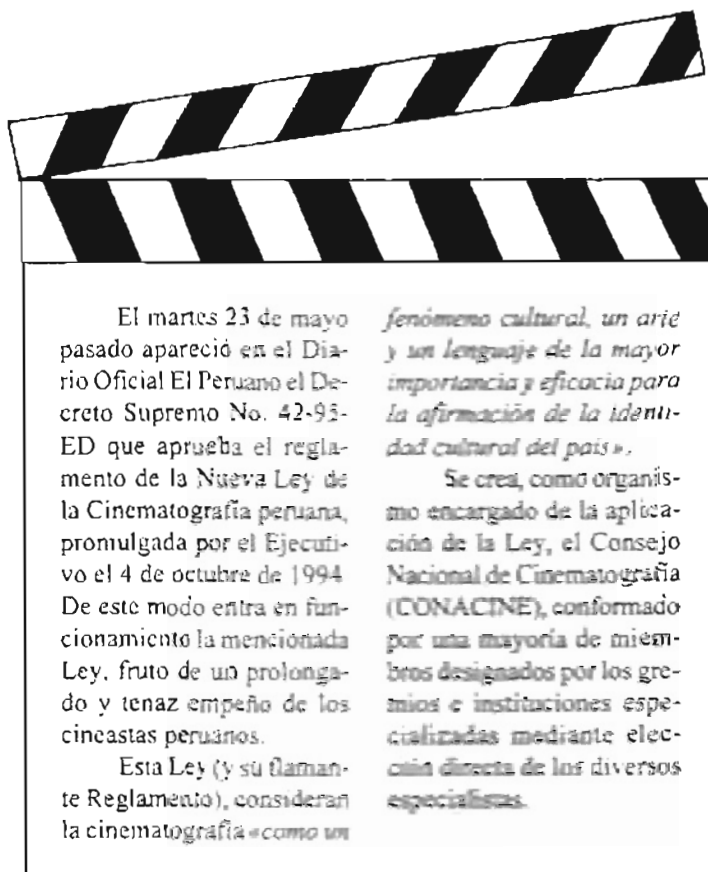 El martes 23 de mayo
pasado apareció en el Dia-
rio Oficial El Peruano el De-
creto Supremo No. 42-95-
ED que aprueba el regla-
mento de la Nueva Ley de
la Cinematografía peruana,
promulgada por el Ejecuti-
vo el 4 de octubre de 1994
De este modo entra en fun-
cionamiento la mencionada
Ley, fruto de un prolonga-
do y tenaz empeño de los
cineastas peruanos.
Esta Ley (y su flaman-
te Reglamento), consideran
la cinematografía «como un
fenómeno cultural, un arte
y un lenguaje de la mayor
importancia y eficacia para
la afirmación de la identi-
dad cultural del país».
Se crea, como organis-
mo encargado de la aplica-
ción de la Ley, el Consejo
Nacional de Cinematografía
(CONACINE), conformado
por una mayoría de miem-
bros designados por los gre-
mios e instituciones espe-
cializadas mediante elec-
ción directa de los diversos
especialistas.